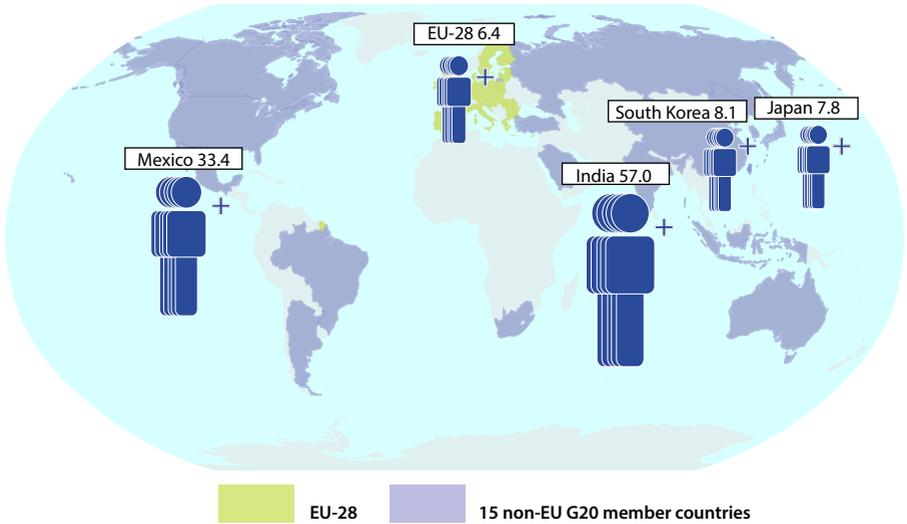 EU-28 6.4
South Korea 8.1
Japan 7.8
Mexico 33.4
India 57.0
EU-28
15 non-EU G20 member countries